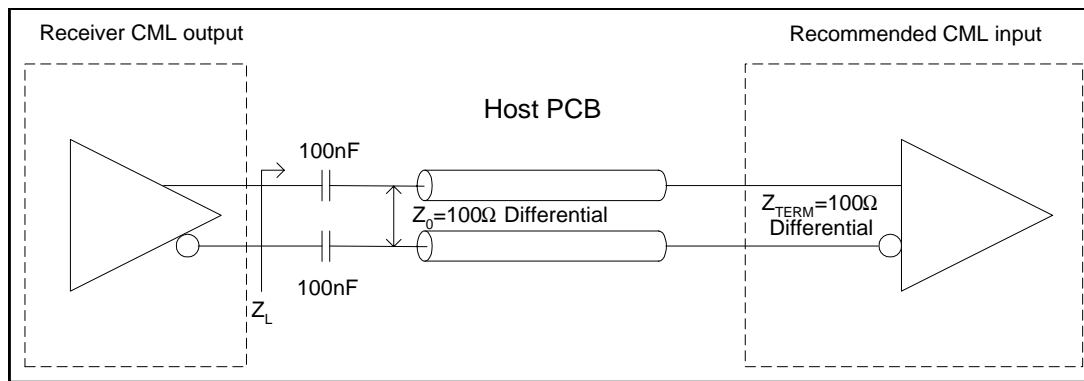 Receiver CML output
Recommended CML input
Host PCB
100nF
Z0=100Ω Differential
ZTERM=100Ω
Differential
100nF
ZL